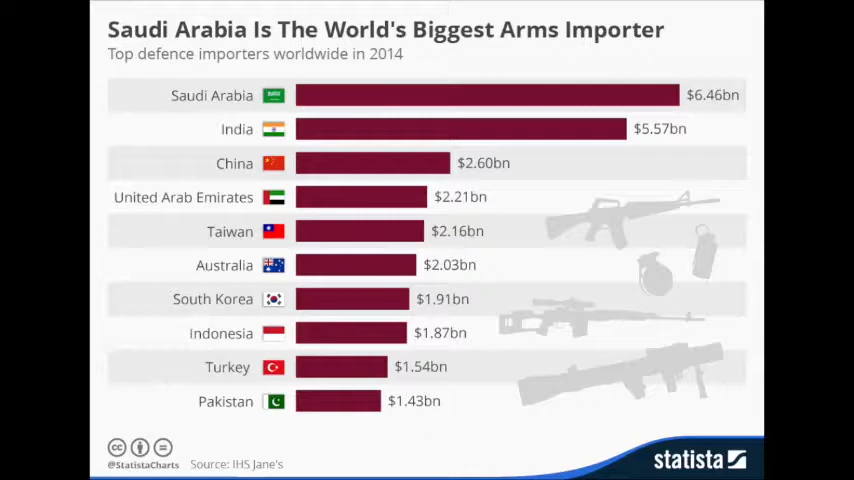 Saudi Arabia Is The World's Biggest Arms Importer
Top defence importers worldwide in 2014
Saudi Arabia $6.46bn
India $5.57bn
China $2.60bn
United Arab Emirates $2.21bn
Taiwan $2.16bn
Australia $2.03bn
South Korea $1.91bn
Indonesia $1.87bn
Turkey $1.54bn
Pakistan $1.43bn
cc
@StatistaCharts Source: IHS Jane's
statista